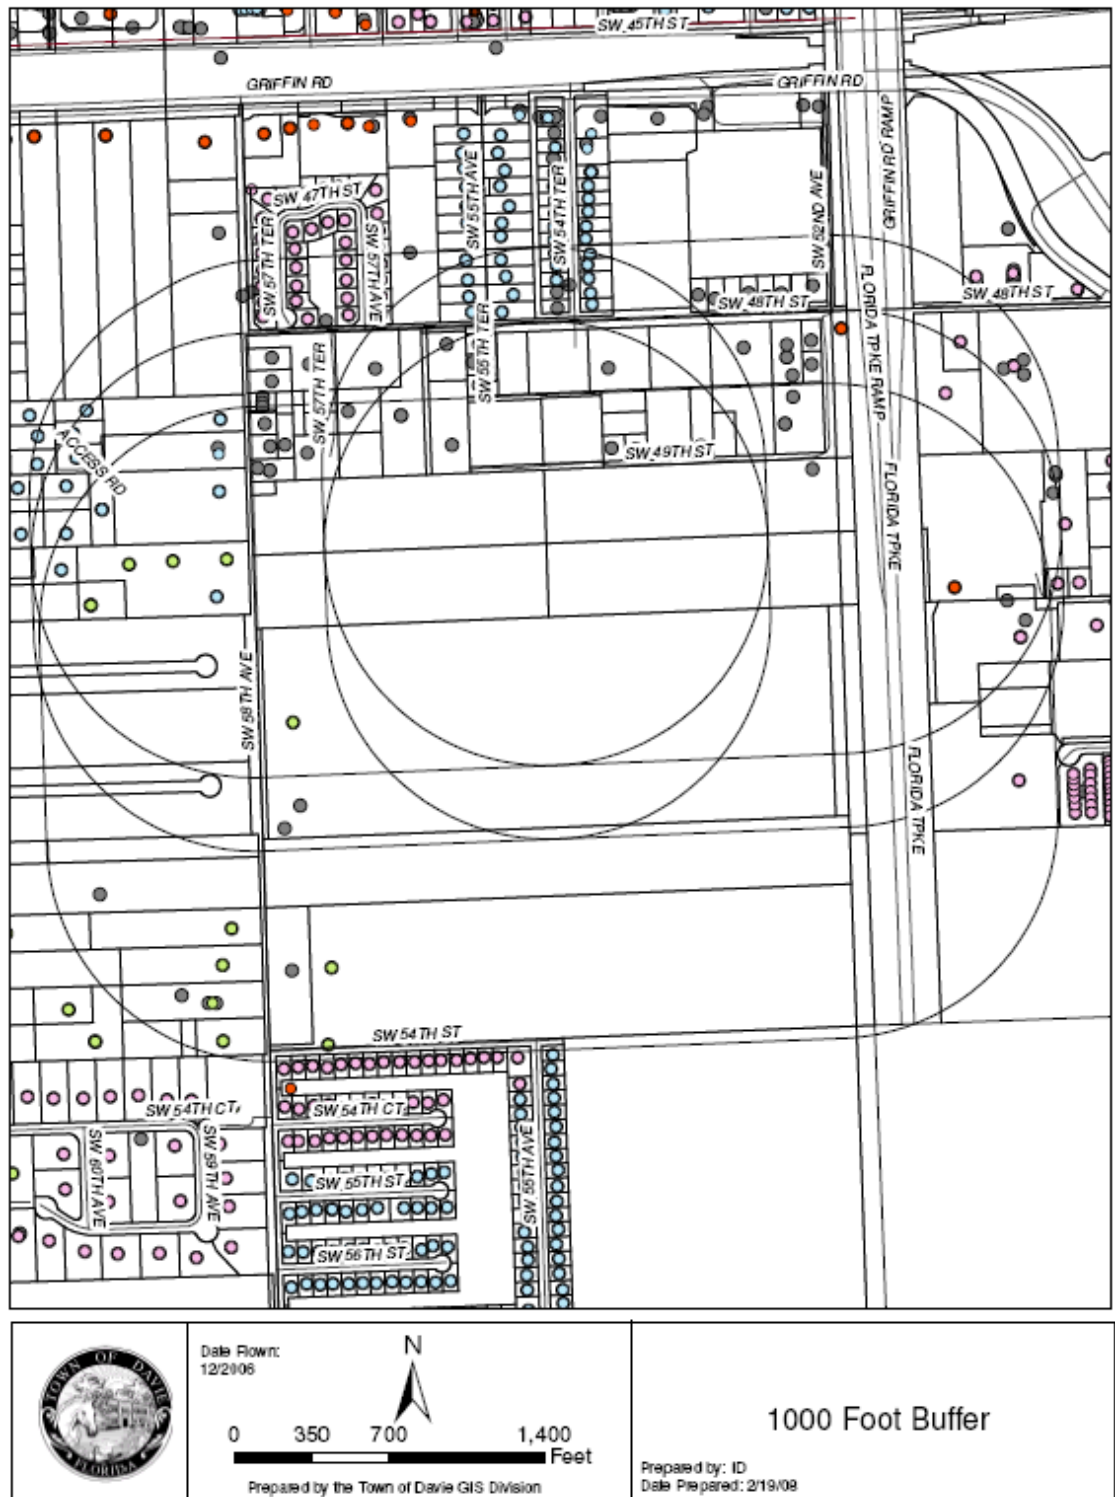 SW 45TH ST
GRIFFIN RD
GRIFFIN RD
GRIFFIN RD RAMP
SW 47TH ST
SW 57TH TER
SW 57TH AVE
SW 55TH AVE
SW 54TH TER
SW 52ND AVE
SW 48TH ST
SW 48TH ST
FLORIDA TPKE RAMP
SW 55TH TER
SW 57TH TER
ACCESS RD
SW 49TH ST
FLORIDA TPKE
SW 58TH AVE
FLORIDA TPKE
SW 54TH ST
SW 54TH CT
SW 54TH CT
SW 60TH AVE
SW 59TH AVE
SW 55TH ST
SW 55TH AVE
SW 56TH ST
TOWN OF DAVIE
FLORIDA
Date Flown:
12/2006
N
0 350 700 1,400
Feet
Prepared by the Town of Davie GIS Division
1000 Foot Buffer
Prepared by: ID
Date Prepared: 2/19/08